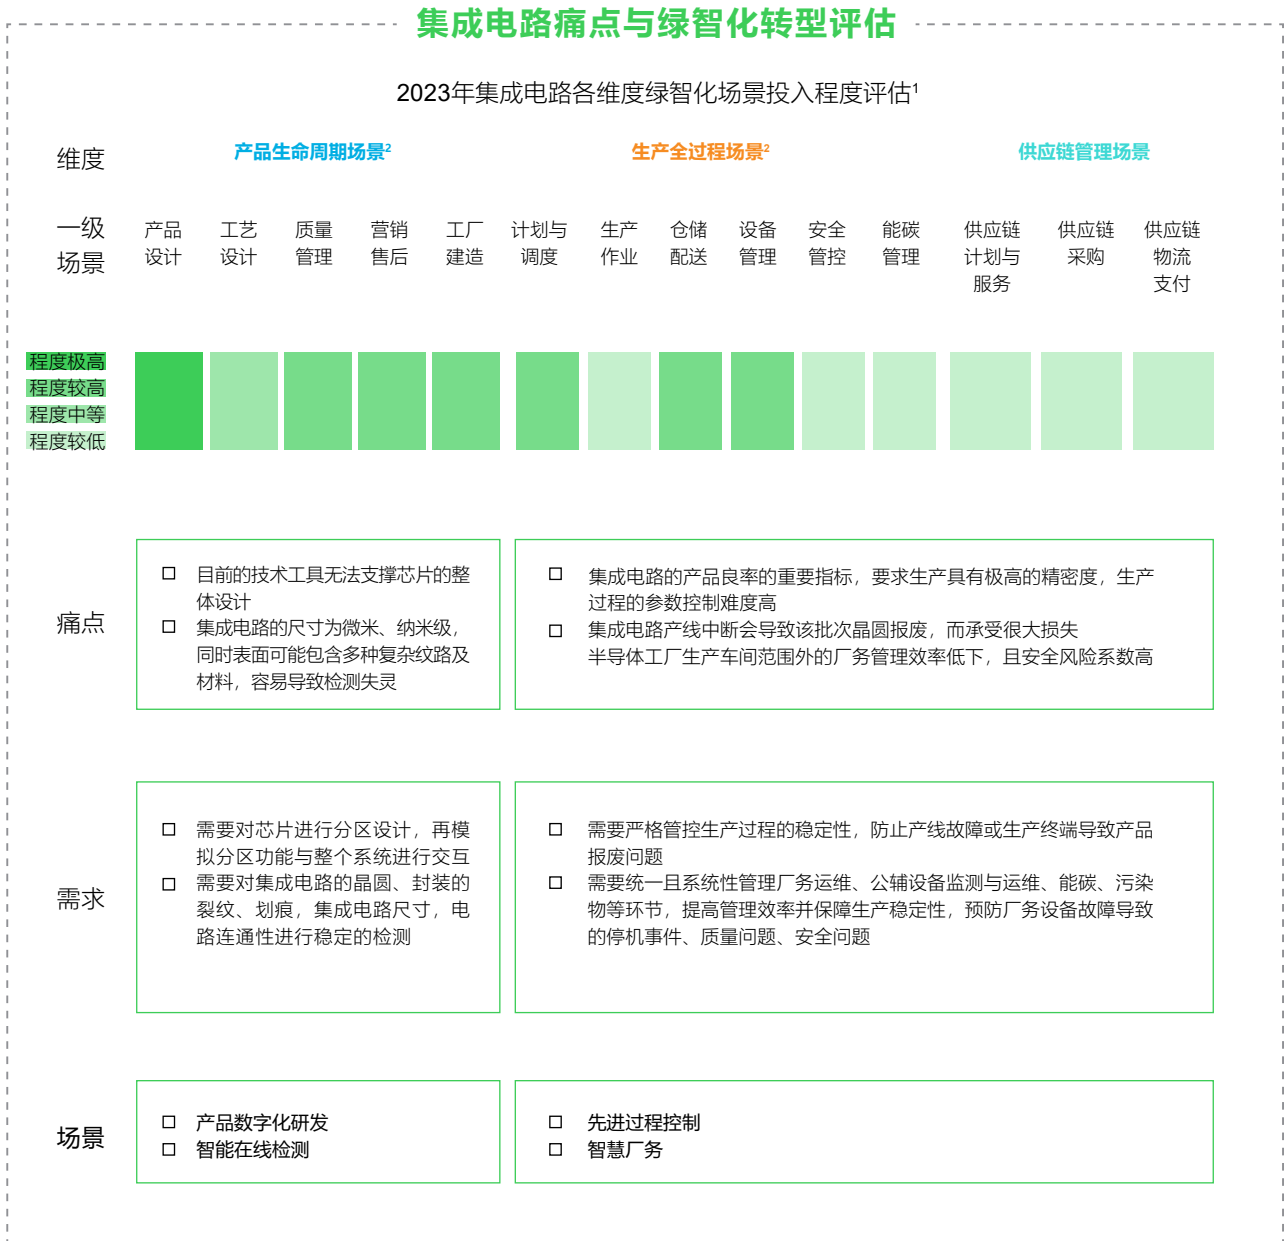 集成电路痛点与绿智化转型评估
2023年集成电路各维度绿智化场景投入程度评估1
维度
产品生命周期场景2
生产全过程场景2
供应链管理场景
一级
场景
产品
设计
工艺
设计
质量
管理
营销
售后
工厂
建造
计划与
调度
生产
作业
仓储
配送
设备
管理
安全
管控
能碳
管理
供应链
计划与
服务
供应链
采购
供应链
物流
支付
程度极高
程度较高
程度中等
程度较低
痛点
目前的技术工具无法支撑芯片的整
体设计
集成电路的尺寸为微米、纳米级，
同时表面可能包含多种复杂纹路及
材料，容易导致检测失灵
集成电路的产品良率的重要指标，要求生产具有极高的精密度，生产
过程的参数控制难度高
集成电路产线中断会导致该批次晶圆报废，而承受很大损失
半导体工厂生产车间范围外的厂务管理效率低下，且安全风险系数高
需求
需要对芯片进行分区设计，再模
拟分区功能与整个系统进行交互
需要对集成电路的晶圆、封装的
裂纹、划痕，集成电路尺寸，电
路连通性进行稳定的检测
需要严格管控生产过程的稳定性，防止产线故障或生产终端导致产品
报废问题
需要统一且系统性管理厂务运维、公辅设备监测与运维、能碳、污染
物等环节，提高管理效率并保障生产稳定性，预防厂务设备故障导致
的停机事件、质量问题、安全问题
场景
产品数字化研发
智能在线检测
先进过程控制
智慧厂务